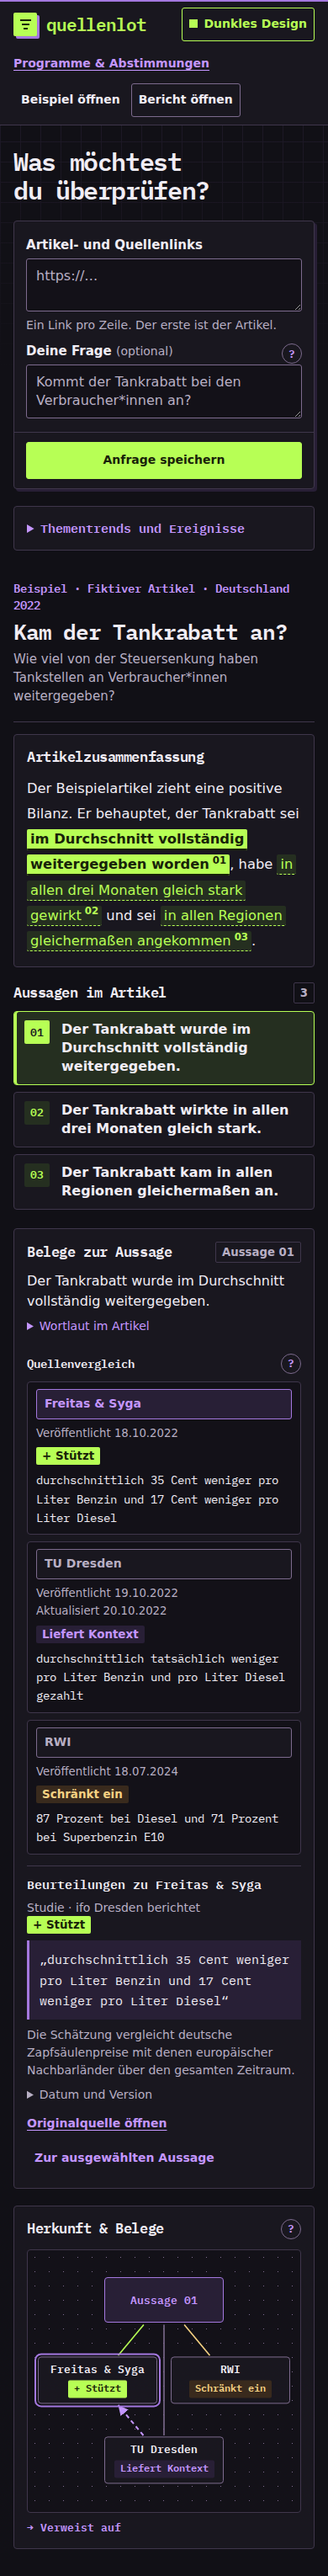 quellenlot
Dunkles Design
Programme & Abstimmungen
Beispiel öffnen
Bericht öffnen
Was möchtest
du überprüfen?
Artikel- und Quellenlinks
https://…
Ein Link pro Zeile. Der erste ist der Artikel.
Deine Frage (optional)
?
Kommt der Tankrabatt bei den
Verbraucher*innen an?
Anfrage speichern
▶ Thementrends und Ereignisse
Beispiel · Fiktiver Artikel · Deutschland
2022
Kam der Tankrabatt an?
Wie viel von der Steuersenkung haben
Tankstellen an Verbraucher*innen
weitergegeben?
Artikelzusammenfassung
Der Beispielartikel zieht eine positive
Bilanz. Er behauptet, der Tankrabatt sei
im Durchschnitt vollständig
weitergegeben worden 01, habe in
allen drei Monaten gleich stark
gewirkt 02 und sei in allen Regionen
gleichermaßen angekommen 03.
Aussagen im Artikel
3
01
Der Tankrabatt wurde im
Durchschnitt vollständig
weitergegeben.
02
Der Tankrabatt wirkte in allen
drei Monaten gleich stark.
03
Der Tankrabatt kam in allen
Regionen gleichermaßen an.
Belege zur Aussage
Aussage 01
Der Tankrabatt wurde im Durchschnitt
vollständig weitergegeben.
▶ Wortlaut im Artikel
Quellenvergleich
?
Freitas & Syga
Veröffentlicht 18.10.2022
+ Stützt
durchschnittlich 35 Cent weniger pro
Liter Benzin und 17 Cent weniger pro
Liter Diesel
TU Dresden
Veröffentlicht 19.10.2022
Aktualisiert 20.10.2022
Liefert Kontext
durchschnittlich tatsächlich weniger
pro Liter Benzin und pro Liter Diesel
gezahlt
RWI
Veröffentlicht 18.07.2024
Schränkt ein
87 Prozent bei Diesel und 71 Prozent
bei Superbenzin E10
Beurteilungen zu Freitas & Syga
Studie · ifo Dresden berichtet
+ Stützt
„durchschnittlich 35 Cent weniger
pro Liter Benzin und 17 Cent
weniger pro Liter Diesel“
Die Schätzung vergleicht deutsche
Zapfsäulenpreise mit denen europäischer
Nachbarländer über den gesamten Zeitraum.
▶ Datum und Version
Originalquelle öffnen
Zur ausgewählten Aussage
Herkunft & Belege
?
Aussage 01
Freitas & Syga
+ Stützt
RWI
Schränkt ein
TU Dresden
Liefert Kontext
→ Verweist auf